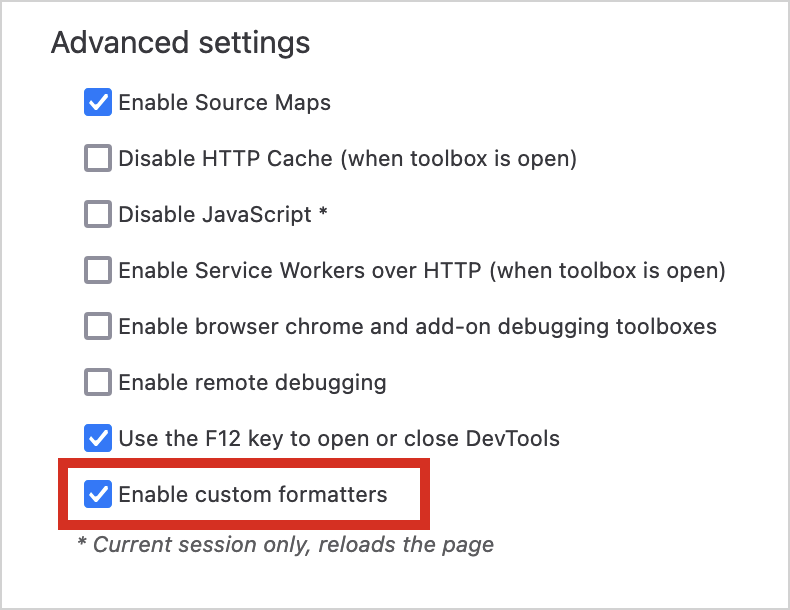 Advanced settings
Enable Source Maps
Disable HTTP Cache (when toolbox is open)
Disable JavaScript *
Enable Service Workers over HTTP (when toolbox is open)
Enable browser chrome and add-on debugging toolboxes
Enable remote debugging
Use the F12 key to open or close DevTools
Enable custom formatters
* Current session only, reloads the page